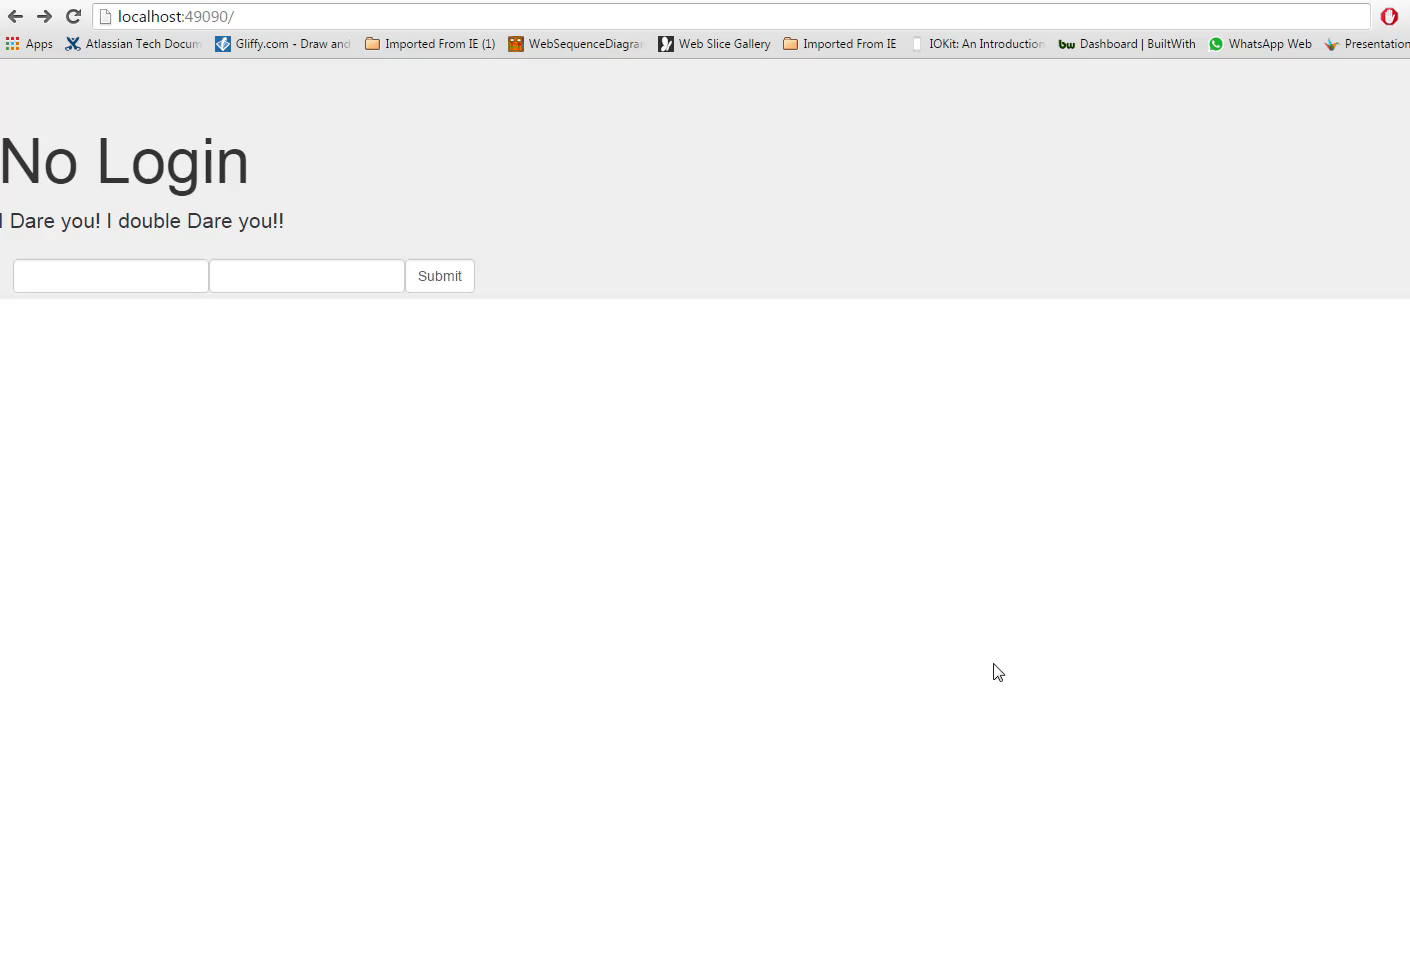 localhost:49090/
Apps Atlassian Tech Docum Gliffy.com - Draw and Imported From IE (1) WebSequenceDiagra Web Slice Gallery Imported From IE IOKit: An Introduction bw Dashboard | BuiltWith WhatsApp Web Presentation
No Login
I Dare you! I double Dare you!!
Submit